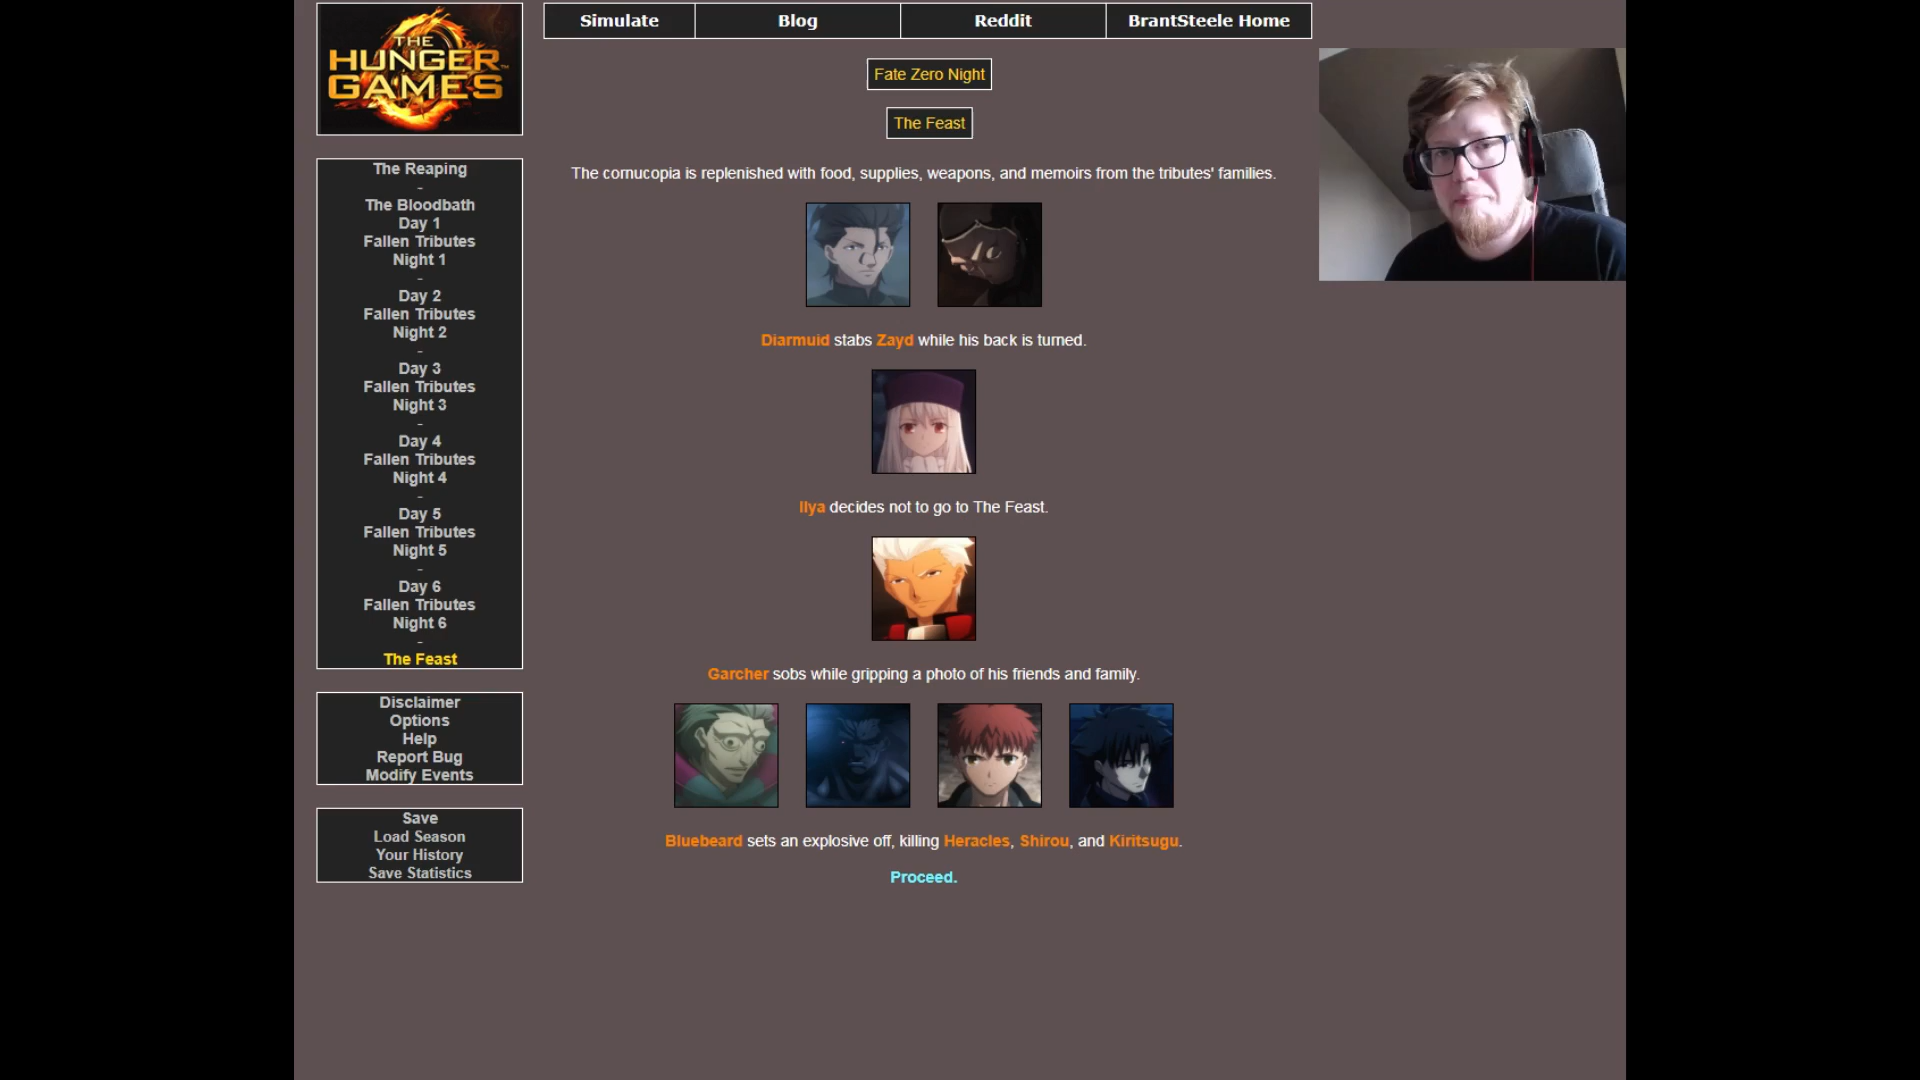 THE
HUNGER
GAMES
Simulate
Blog
Reddit
BrantSteele Home
The Reaping
-
The Bloodbath
Day 1
Fallen Tributes
Night 1
-
Day 2
Fallen Tributes
Night 2
-
Day 3
Fallen Tributes
Night 3
-
Day 4
Fallen Tributes
Night 4
-
Day 5
Fallen Tributes
Night 5
-
Day 6
Fallen Tributes
Night 6
-
The Feast
Disclaimer
Options
Help
Report Bug
Modify Events
Save
Load Season
Your History
Save Statistics
Fate Zero Night
The Feast
The cornucopia is replenished with food, supplies, weapons, and memoirs from the tributes' families.
Diarmuid stabs Zayd while his back is turned.
Ilya decides not to go to The Feast.
Garcher sobs while gripping a photo of his friends and family.
Bluebeard sets an explosive off, killing Heracles, Shirou, and Kiritsugu.
Proceed.